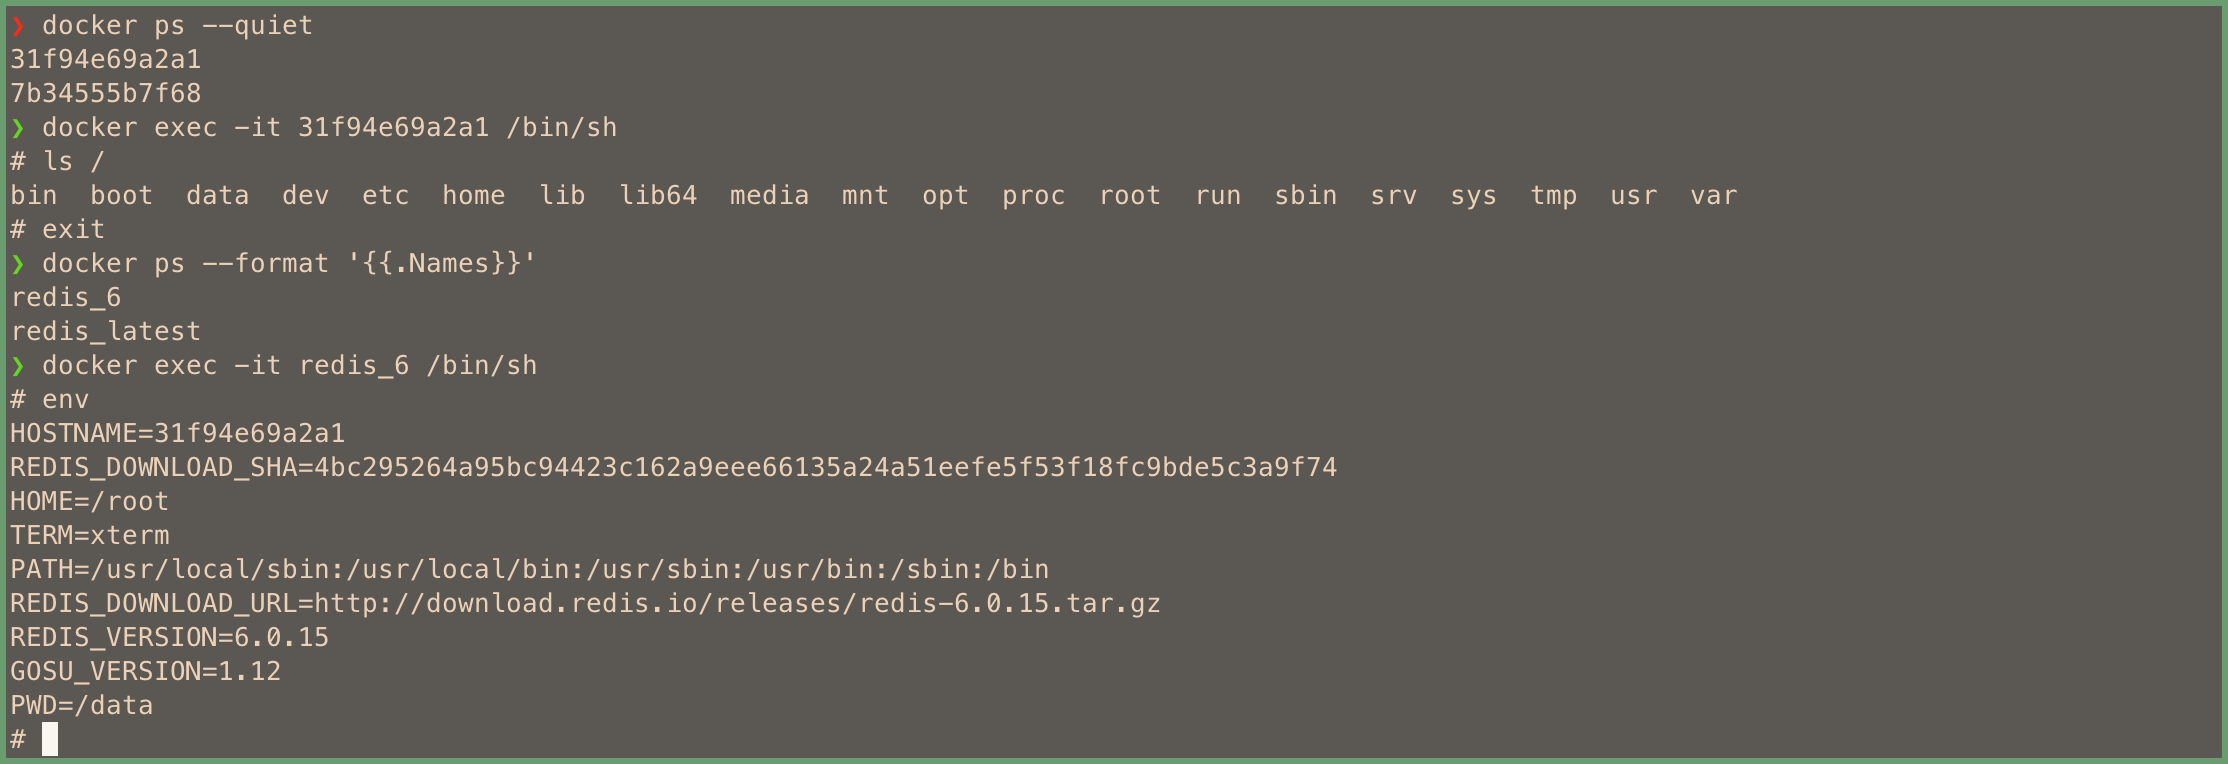 ❯ docker ps --quiet
31f94e69a2a1
7b34555b7f68
❯ docker exec -it 31f94e69a2a1 /bin/sh
# ls /
bin  boot  data  dev  etc  home  lib  lib64  media  mnt  opt  proc  root  run  sbin  srv  sys  tmp  usr  var
# exit
❯ docker ps --format '{{.Names}}'
redis_6
redis_latest
❯ docker exec -it redis_6 /bin/sh
# env
HOSTNAME=31f94e69a2a1
REDIS_DOWNLOAD_SHA=4bc295264a95bc94423c162a9eee66135a24a51eefe5f53f18fc9bde5c3a9f74
HOME=/root
TERM=xterm
PATH=/usr/local/sbin:/usr/local/bin:/usr/sbin:/usr/bin:/sbin:/bin
REDIS_DOWNLOAD_URL=http://download.redis.io/releases/redis-6.0.15.tar.gz
REDIS_VERSION=6.0.15
GOSU_VERSION=1.12
PWD=/data
#